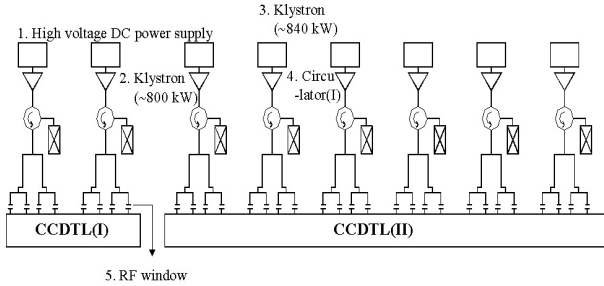 3. Klystron
(~840 kW)
1. High voltage DC power supply
2. Klystron
(~800 kW)
4. Circu
-lator(I)
CCDTL(I)
CCDTL(II)
5. RF window